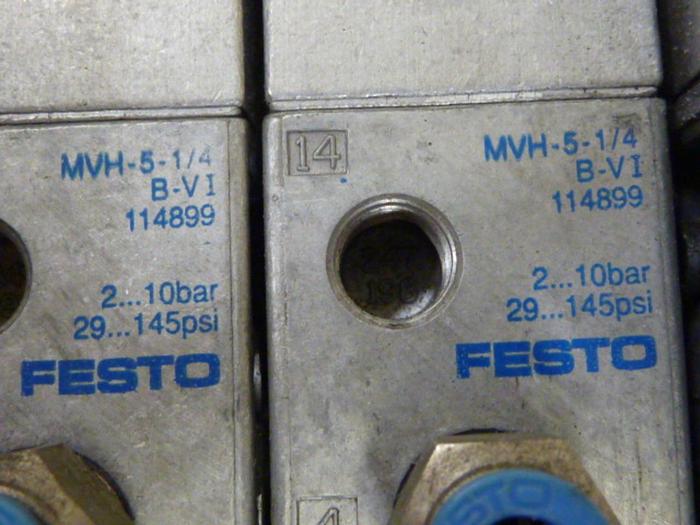 MVH-5-1/4
B-VI
114899
2...10bar
29...145psi
FESTO
14
MVH-5-1/4
B-VI
114899
2...10bar
29...145psi
FESTO
4
FESTO